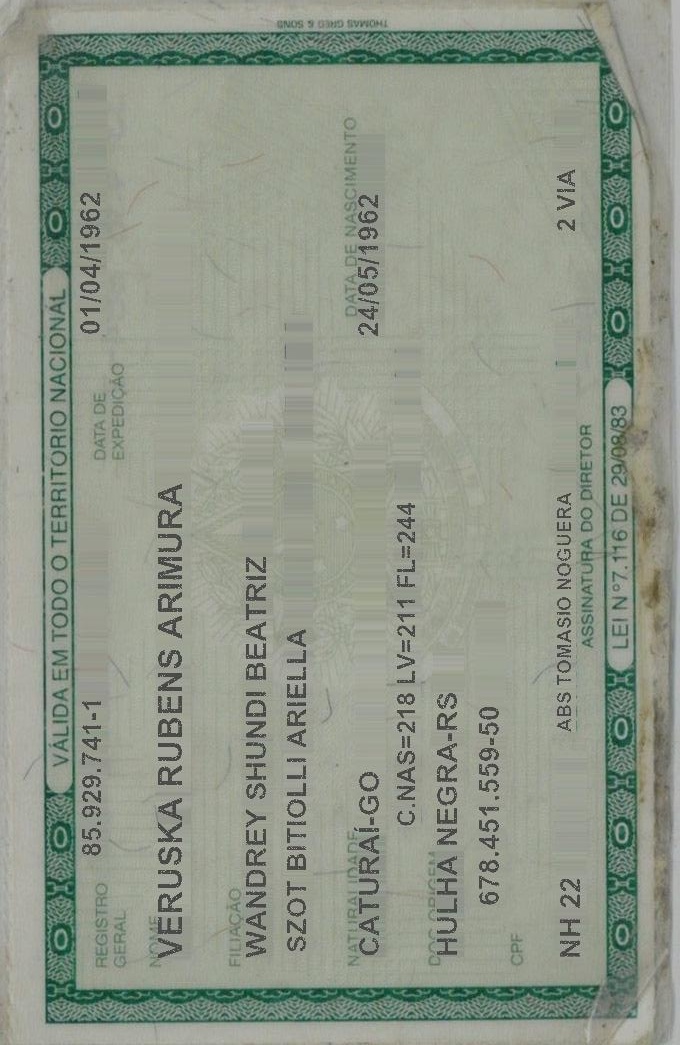 VÁLIDA EM TODO O TERRITÓRIO NACIONAL
REGISTRO GERAL 85.929.741-1 DATA DE EXPEDIÇÃO 01/04/1962
NOME VERUSKA RUBENS ARIMURA
FILIAÇÃO
WANDREY SHUNDI BEATRIZ
SZOT BITIOLLI ARIELLA
NATURALIDADE DATA DE NASCIMENTO
CATURAÍ-GO 24/05/1962
C.NAS=218 LV=211 FL=244
DOC ORIGEM
HULHA NEGRA-RS
CPF 678.451.559-50
NH 22 ABS TOMASIO NOGUERA 2 VIA
ASSINATURA DO DIRETOR
LEI Nº 7.116 DE 29/08/83
THOMAS GREG & SONS